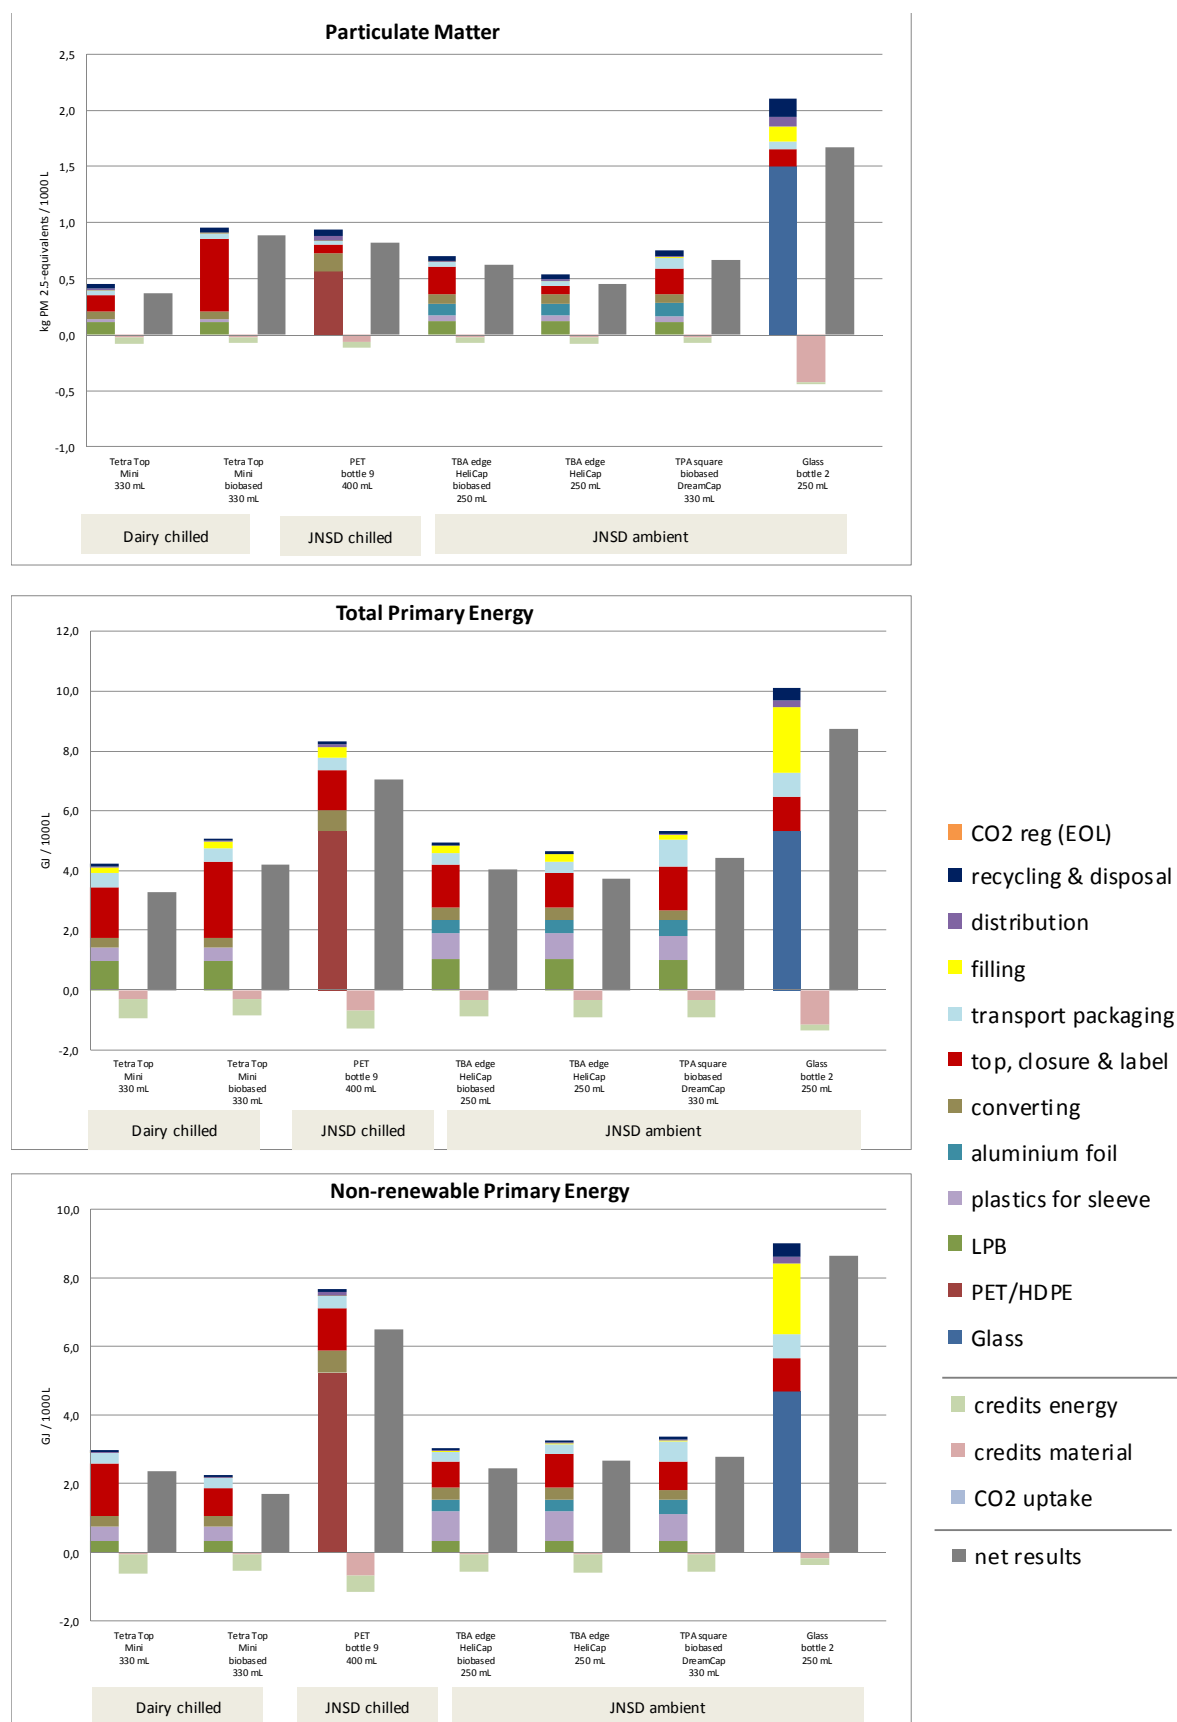 Particulate Matter
2,5
2,0
1,5
1,0
0,5
0,0
-0,5
-1,0
kg PM 2.5-equivalents / 1000 L
Tetra Top
Mini
330 mL
Tetra Top
Mini
biobased
330 mL
PET
bottle 9
400 mL
TBA edge
HeliCap
biobased
250 mL
TBA edge
HeliCap
250 mL
TPA square
biobased
DreamCap
330 mL
Glass
bottle 2
250 mL
Dairy chilled
JNSD chilled
JNSD ambient
Total Primary Energy
12,0
10,0
8,0
6,0
4,0
2,0
0,0
-2,0
GJ / 1000L
Tetra Top
Mini
330 mL
Tetra Top
Mini
biobased
330 mL
PET
bottle 9
400 mL
TBA edge
HeliCap
biobased
250 mL
TBA edge
HeliCap
250 mL
TPA square
biobased
DreamCap
330 mL
Glass
bottle 2
250 mL
Dairy chilled
JNSD chilled
JNSD ambient
Non-renewable Primary Energy
10,0
8,0
6,0
4,0
2,0
0,0
-2,0
GJ / 1000L
Tetra Top
Mini
330 mL
Tetra Top
Mini
biobased
330 mL
PET
bottle 9
400 mL
TBA edge
HeliCap
biobased
250 mL
TBA edge
HeliCap
250 mL
TPA square
biobased
DreamCap
330 mL
Glass
bottle 2
250 mL
Dairy chilled
JNSD chilled
JNSD ambient
CO2 reg (EOL)
recycling & disposal
distribution
filling
transport packaging
top, closure & label
converting
aluminium foil
plastics for sleeve
LPB
PET/HDPE
Glass
credits energy
credits material
CO2 uptake
net results